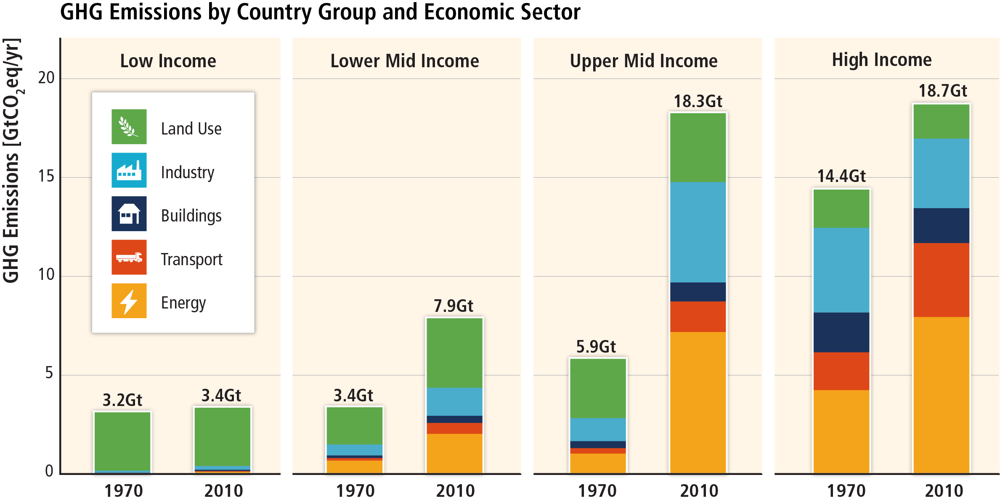 GHG Emissions by Country Group and Economic Sector
GHG Emissions [GtCO2eq/yr]
20
15
10
5
0
Low Income
Land Use
Industry
Buildings
Transport
Energy
3.2Gt
3.4Gt
1970
2010
Lower Mid Income
3.4Gt
7.9Gt
1970
2010
Upper Mid Income
5.9Gt
18.3Gt
1970
2010
High Income
14.4Gt
18.7Gt
1970
2010